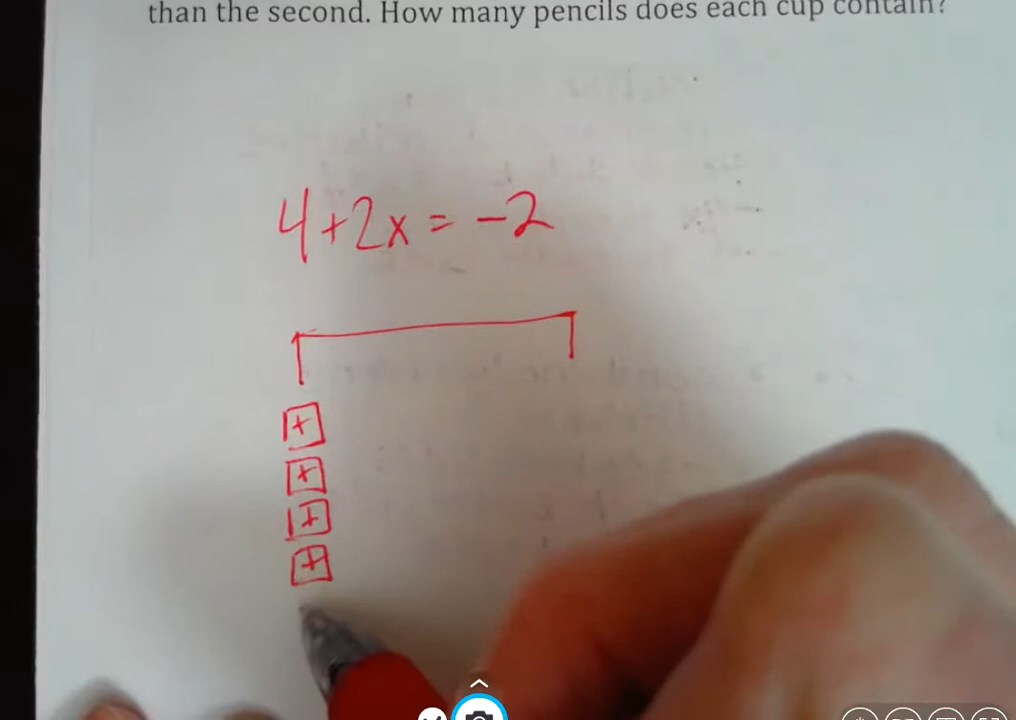 than the second. How many pencils does each cup contain?
4+2x = -2
+
+
+
+